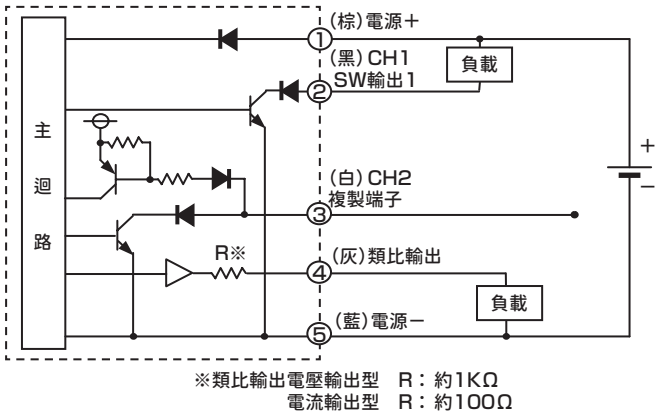 (棕)電源+
①
(黑)CH1
SW輸出1
②
負載
主迴路
+
−
(白)CH2
複製端子
③
R※
(灰)類比輸出
④
負載
(藍)電源−
⑤
※類比輸出電壓輸出型 R:約1KΩ
電流輸出型 R:約100Ω